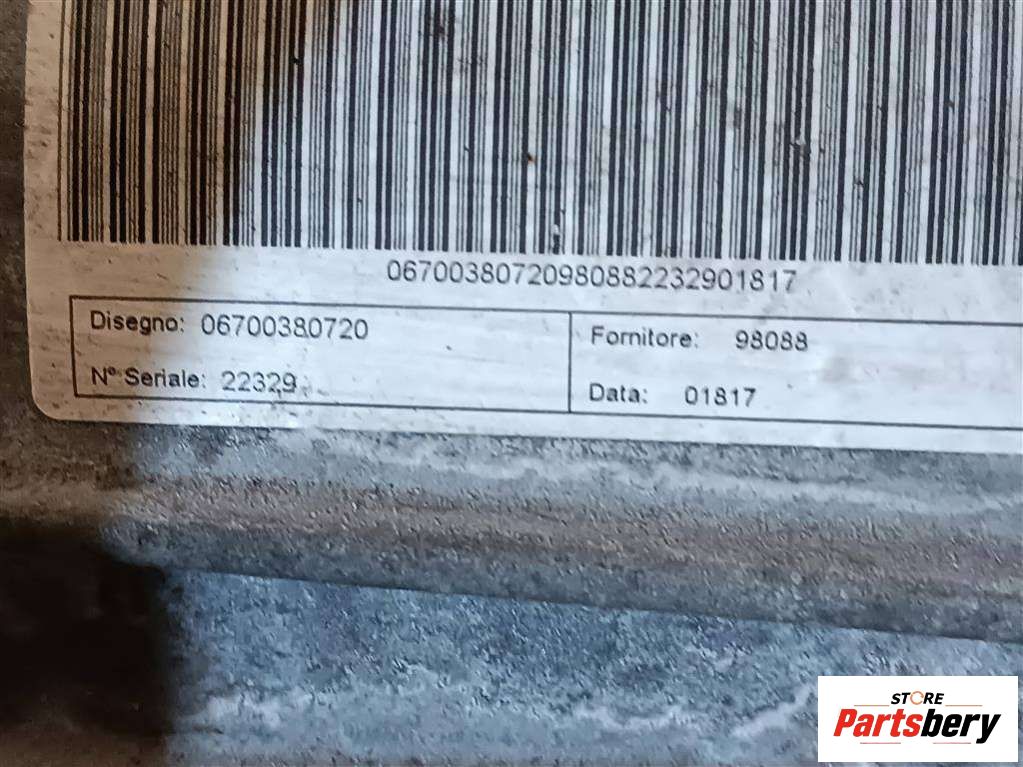 06700380720980882232901817
Disegno: 06700380720
Fornitore: 98088
N° Seriale: 22329
Data: 01817
STORE
Partsbery